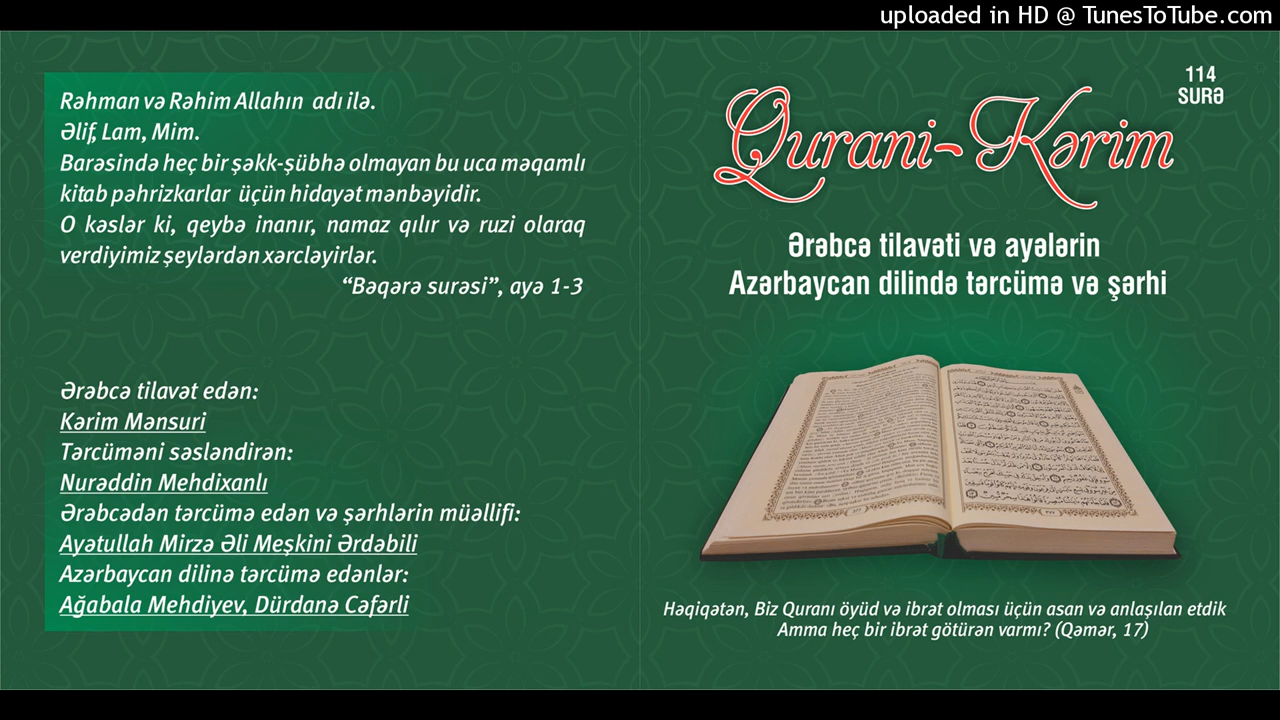 uploaded in HD @ TunesToTube.com
Rəhman və Rəhim Allahın adı ilə.
Əlif, Lam, Mim.
Barəsində heç bir şəkk-şübhə olmayan bu uca məqamlı
kitab pəhrizkarlar üçün hidayət mənbəyidir.
O kəslər ki, qeybə inanır, namaz qılır və ruzi olaraq
verdiyimiz şeylərdən xərcləyirlər.
“Bəqərə surəsi”, ayə 1-3
Ərəbcə tilavət edən:
Kərim Mənsuri
Tərcüməni səsləndirən:
Nurəddin Mehdixanlı
Ərəbcədən tərcümə edən və şərhlərin müəllifi:
Ayətullah Mirzə Əli Meşkini Ərdəbili
Azərbaycan dilinə tərcümə edənlər:
Ağabala Mehdiyev, Dürdanə Cəfərli
114
SURƏ
Qurani-Kərim
Ərəbcə tilavəti və ayələrin
Azərbaycan dilində tərcümə və şərhi
Həqiqətən, Biz Quranı öyüd və ibrət olması üçün asan və anlaşılan etdik
Amma heç bir ibrət götürən varmı? (Qəmər, 17)